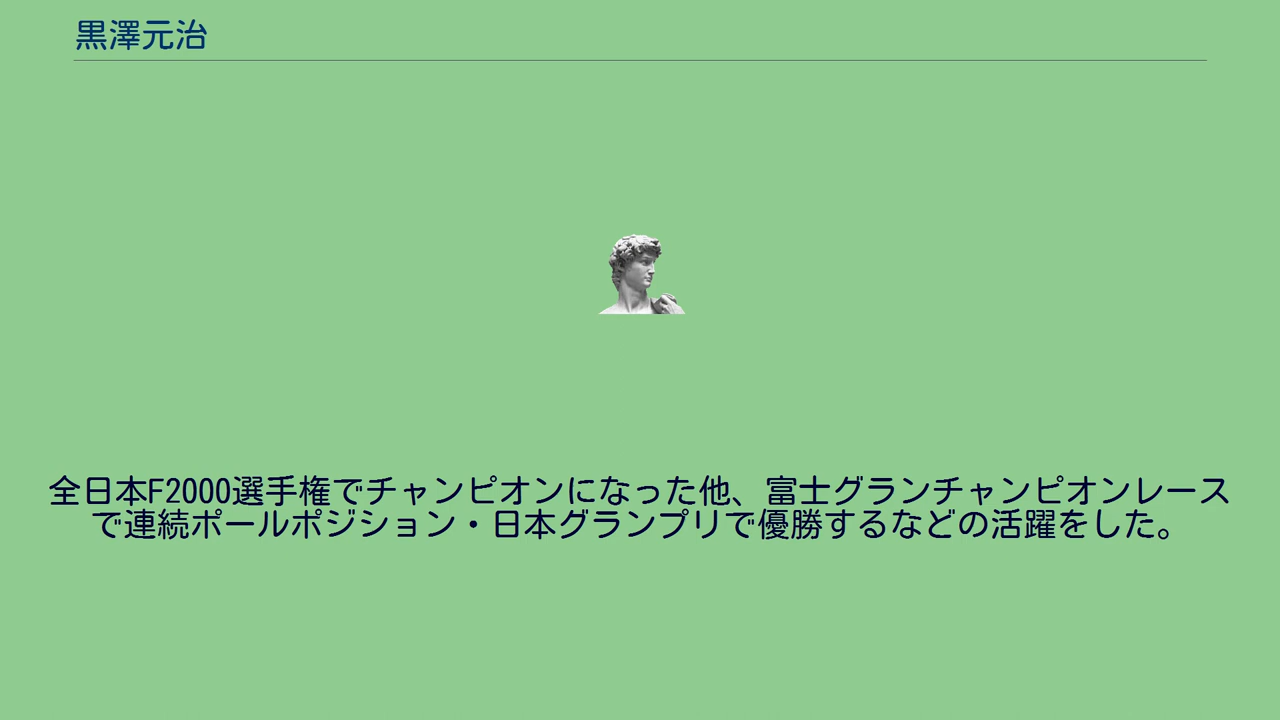 黒澤元治
全日本F2000選手権でチャンピオンになった他、富士グランチャンピオンレース
で連続ポールポジション・日本グランプリで優勝するなどの活躍をした。